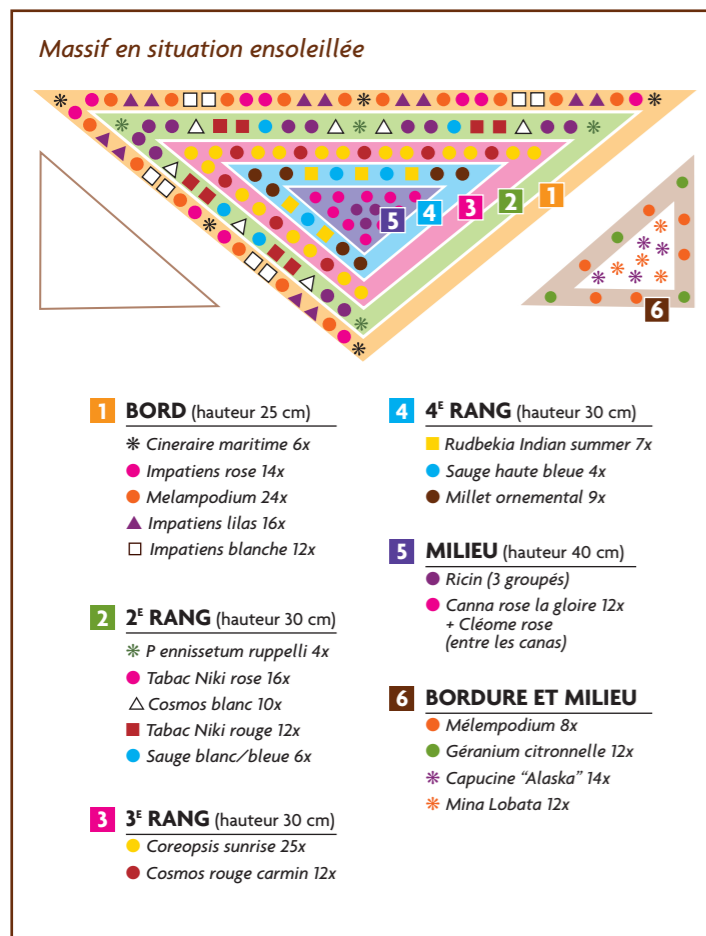 Massif en situation ensoleillée
5 4 3 2 1
6
1 BORD (hauteur 25 cm)
Cineraire maritime 6x
Impatiens rose 14x
Melampodium 24x
Impatiens lilas 16x
Impatiens blanche 12x
2 2E RANG (hauteur 30 cm)
P ennissetum ruppelli 4x
Tabac Niki rose 16x
Cosmos blanc 10x
Tabac Niki rouge 12x
Sauge blanc/bleue 6x
3 3E RANG (hauteur 30 cm)
Coreopsis sunrise 25x
Cosmos rouge carmin 12x
4 4E RANG (hauteur 30 cm)
Rudbekia Indian summer 7x
Sauge haute bleue 4x
Millet ornemental 9x
5 MILIEU (hauteur 40 cm)
Ricin (3 groupés)
Canna rose la gloire 12x
+ Cléome rose
(entre les canas)
6 BORDURE ET MILIEU
Mélempodium 8x
Géranium citronnelle 12x
Capucine “Alaska” 14x
Mina Lobata 12x